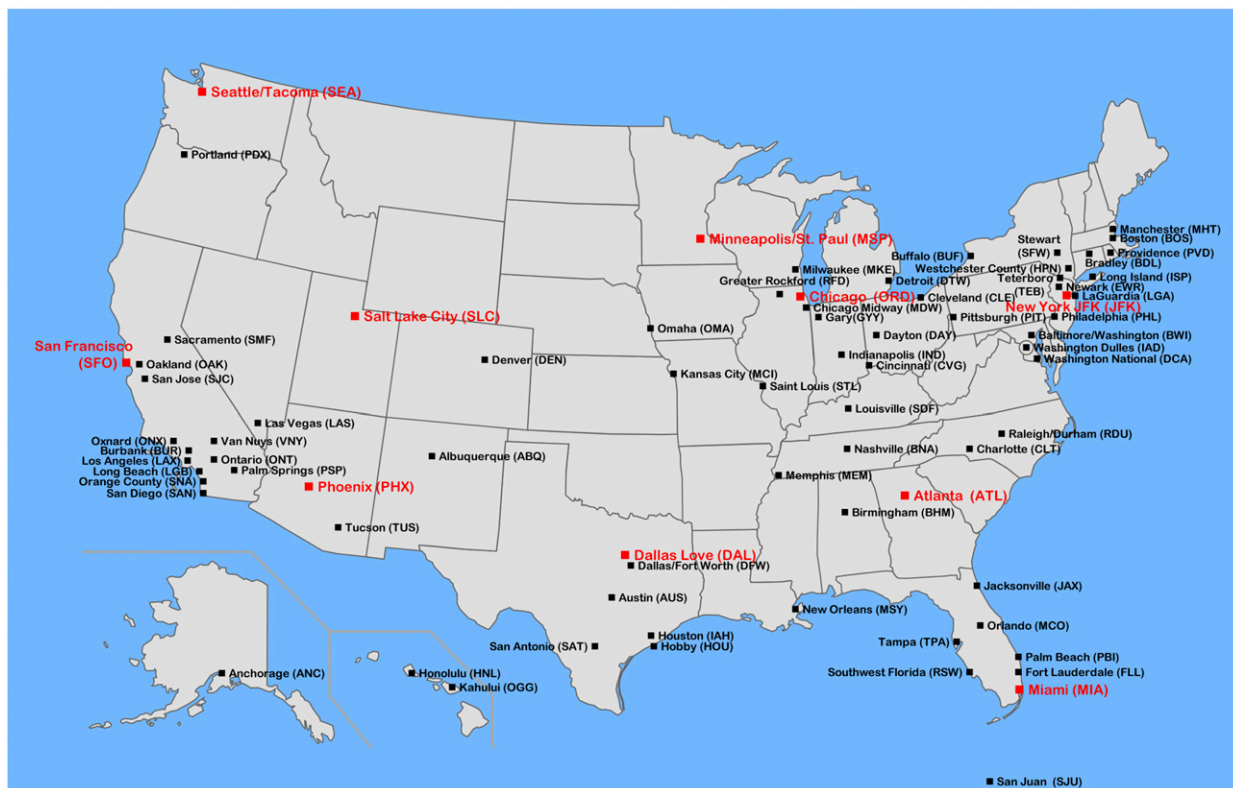 Seattle/Tacoma (SEA)
Portland (PDX)
Manchester (MHT)
Stewart
(SFW)
Boston (BOS)
Minneapolis/St. Paul (MSP)
Providence (PVD)
Buffalo (BUF)
Bradley (BDL)
Westchester County (HPN)
Milwaukee (MKE)
Long Island (ISP)
Greater Rockford (RFD)
Detroit (DTW)
Teterboro
(TEB)
Newark (EWR)
Chicago (ORD)
Cleveland (CLE)
LaGuardia (LGA)
New York JFK (JFK)
Chicago Midway (MDW)
Salt Lake City (SLC)
Gary(GYY)
Pittsburgh (PIT)
Philadelphia (PHL)
Omaha (OMA)
Dayton (DAY)
Baltimore/Washington (BWI)
Sacramento (SMF)
San Francisco
(SFO)
Washington Dulles (IAD)
Indianapolis (IND)
Washington National (DCA)
Denver (DEN)
Oakland (OAK)
Cincinnati (CVG)
Kansas City (MCI)
San Jose (SJC)
Saint Louis (STL)
Louisville (SDF)
Las Vegas (LAS)
Raleigh/Durham (RDU)
Oxnard (ONX)
Van Nuys (VNY)
Burbank (BUR)
Nashville (BNA)
Charlotte (CLT)
Albuquerque (ABQ)
Los Angeles (LAX)
Ontario (ONT)
Long Beach (LGB)
Palm Springs (PSP)
Memphis (MEM)
Orange County (SNA)
Phoenix (PHX)
San Diego (SAN)
Atlanta (ATL)
Birmingham (BHM)
Tucson (TUS)
Dallas Love (DAL)
Dallas/Fort Worth (DFW)
Jacksonville (JAX)
Austin (AUS)
New Orleans (MSY)
Orlando (MCO)
Houston (IAH)
Tampa (TPA)
San Antonio (SAT)
Hobby (HOU)
Palm Beach (PBI)
Anchorage (ANC)
Honolulu (HNL)
Southwest Florida (RSW)
Fort Lauderdale (FLL)
Kahului (OGG)
Miami (MIA)
San Juan (SJU)